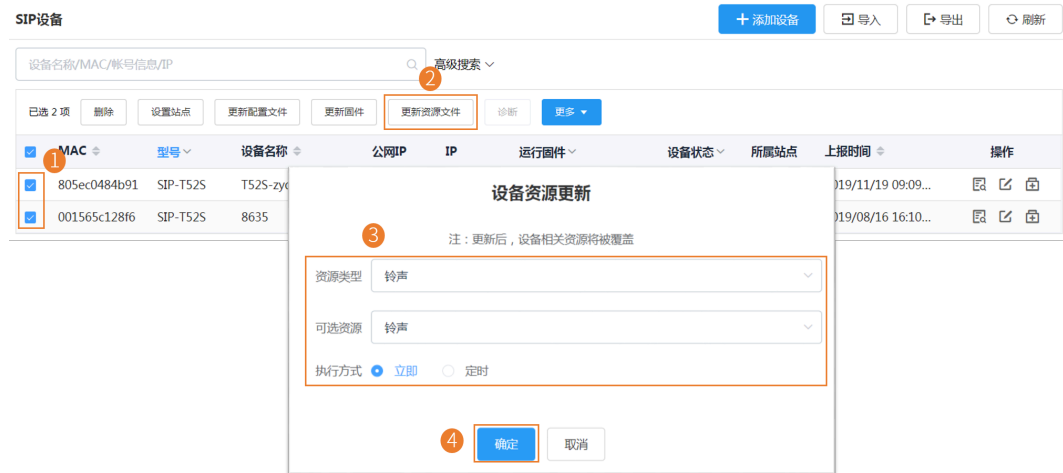 SIP设备
添加设备 导入 导出 刷新
设备名称/MAC/帐号信息/IP 高级搜索
2
已选 2 项 删除 设置站点 更新配置文件 更新固件 更新资源文件 诊断 更多
MAC 型号 设备名称 公网IP IP 运行固件 设备状态 所属站点 上报时间 操作
1
805ec0484b91 SIP-T52S T52S-zyc 019/11/19 09:09...
001565c128f6 SIP-T52S 8635 019/08/16 16:10...
设备资源更新
3
注：更新后，设备相关资源将被覆盖
资源类型 铃声
可选资源 铃声
执行方式 立即 定时
4 确定 取消